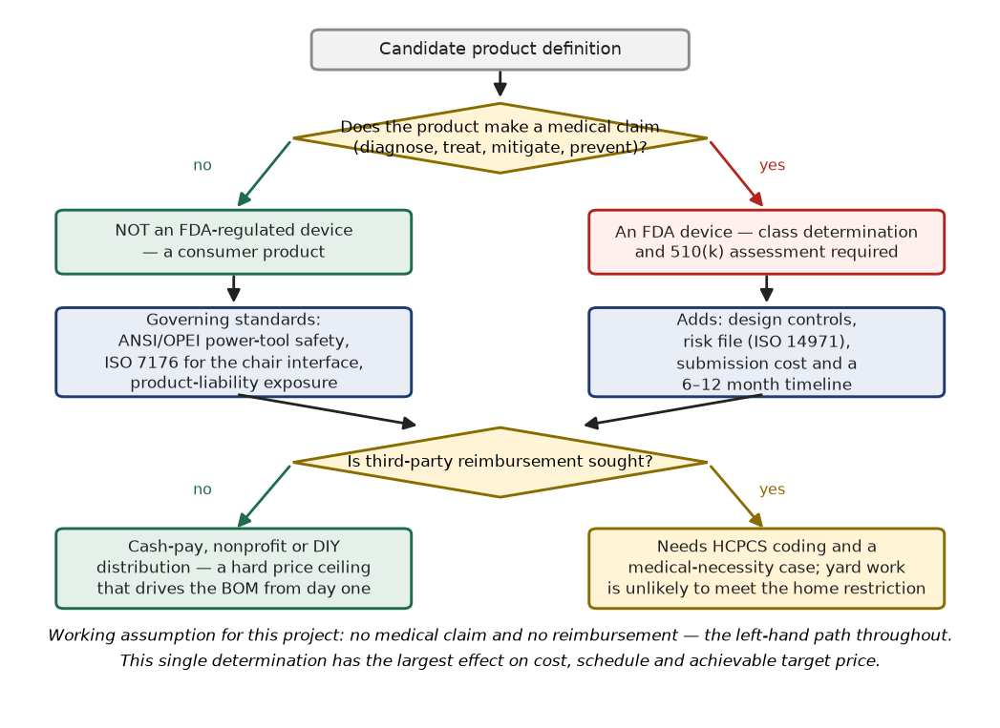 Candidate product definition
Does the product make a medical claim
(diagnose, treat, mitigate, prevent)?
no
yes
NOT an FDA-regulated device
— a consumer product
An FDA device — class determination
and 510(k) assessment required
Governing standards:
ANSI/OPEI power-tool safety,
ISO 7176 for the chair interface,
product-liability exposure
Adds: design controls,
risk file (ISO 14971),
submission cost and a
6–12 month timeline
Is third-party reimbursement sought?
no
yes
Cash-pay, nonprofit or DIY
distribution — a hard price ceiling
that drives the BOM from day one
Needs HCPCS coding and a
medical-necessity case; yard work
is unlikely to meet the home restriction
Working assumption for this project: no medical claim and no reimbursement — the left-hand path throughout.
This single determination has the largest effect on cost, schedule and achievable target price.